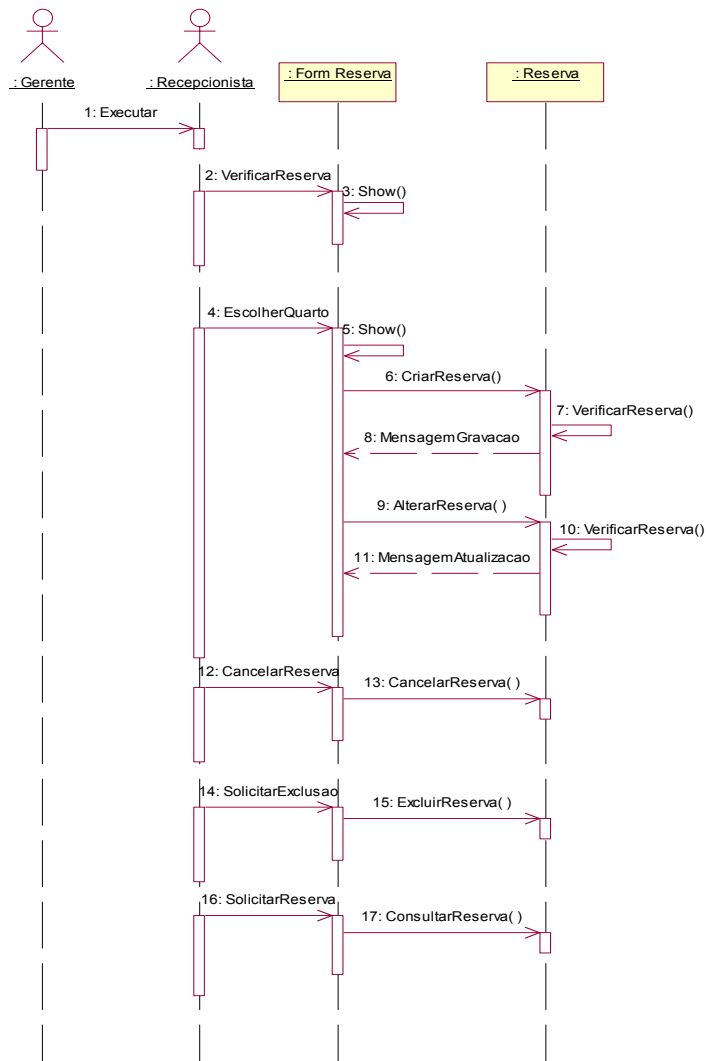 : Gerente
: Recepcionista
: Form Reserva
: Reserva
1: Executar
2: VerificarReserva
3: Show()
4: EscolherQuarto
5: Show()
6: CriarReserva()
7: VerificarReserva()
8: MensagemGravacao
9: AlterarReserva( )
10: VerificarReserva()
11: MensagemAtualizacao
12: CancelarReserva
13: CancelarReserva( )
14: SolicitarExclusao
15: ExcluirReserva( )
16: SolicitarReserva
17: ConsultarReserva( )